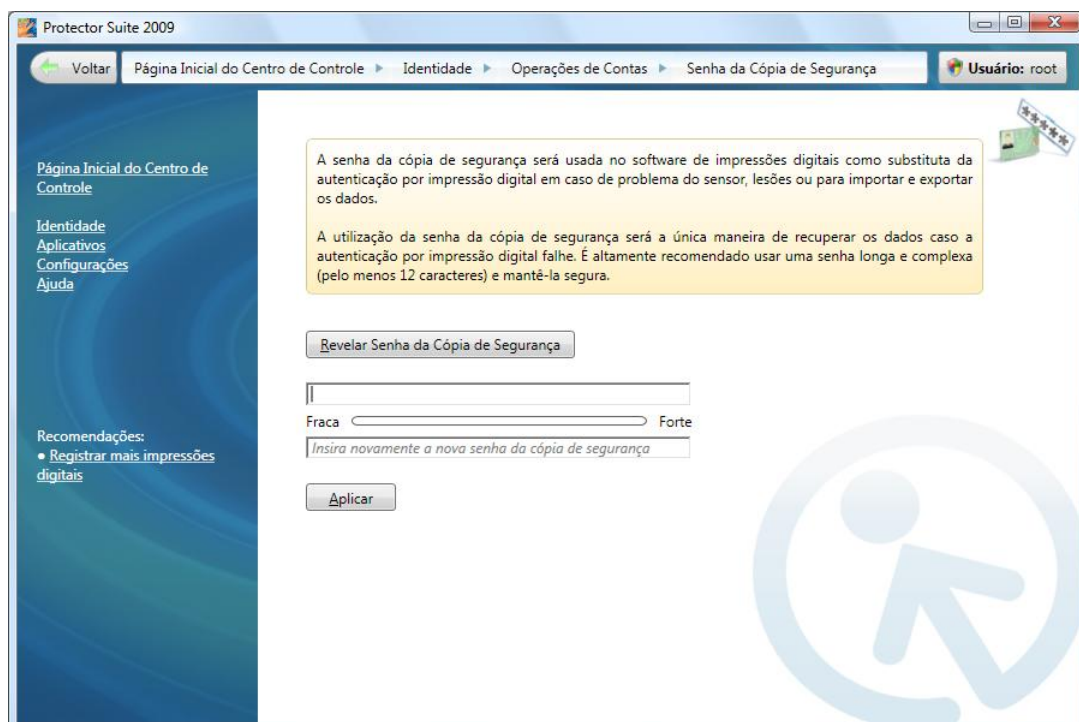 Protector Suite 2009
Voltar
Página Inicial do Centro de Controle
Identidade
Operações de Contas
Senha da Cópia de Segurança
Usuário: root
Página Inicial do Centro de
Controle
Identidade
Aplicativos
Configurações
Ajuda
Recomendações:
• Registrar mais impressões
digitais
A senha da cópia de segurança será usada no software de impressões digitais como substituta da
autenticação por impressão digital em caso de problema do sensor, lesões ou para importar e exportar
os dados.
A utilização da senha da cópia de segurança será a única maneira de recuperar os dados caso a
autenticação por impressão digital falhe. É altamente recomendado usar uma senha longa e complexa
(pelo menos 12 caracteres) e mantê-la segura.
Revelar Senha da Cópia de Segurança
Fraca Forte
Insira novamente a nova senha da cópia de segurança
Aplicar